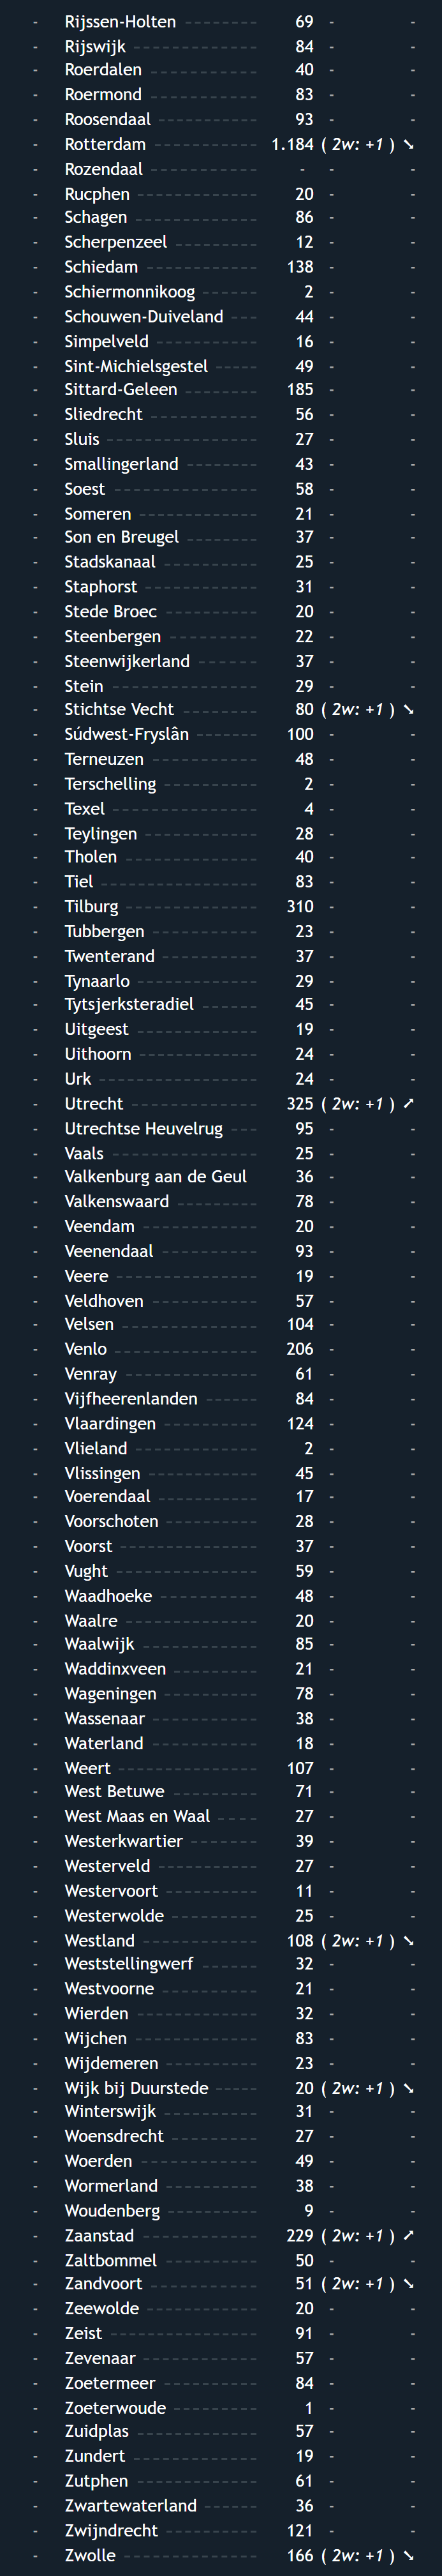 - Rijssen-Holten 69 - -
- Rijswijk 84 - -
- Roerdalen 40 - -
- Roermond 83 - -
- Roosendaal 93 - -
- Rotterdam 1.184 ( 2w: +1 ) ➘
- Rozendaal - - -
- Rucphen 20 - -
- Schagen 86 - -
- Scherpenzeel 12 - -
- Schiedam 138 - -
- Schiermonnikoog 2 - -
- Schouwen-Duiveland 44 - -
- Simpelveld 16 - -
- Sint-Michielsgestel 49 - -
- Sittard-Geleen 185 - -
- Sliedrecht 56 - -
- Sluis 27 - -
- Smallingerland 43 - -
- Soest 58 - -
- Someren 21 - -
- Son en Breugel 37 - -
- Stadskanaal 25 - -
- Staphorst 31 - -
- Stede Broec 20 - -
- Steenbergen 22 - -
- Steenwijkerland 37 - -
- Stein 29 - -
- Stichtse Vecht 80 ( 2w: +1 ) ➘
- Súdwest-Fryslân 100 - -
- Terneuzen 48 - -
- Terschelling 2 - -
- Texel 4 - -
- Teylingen 28 - -
- Tholen 40 - -
- Tiel 83 - -
- Tilburg 310 - -
- Tubbergen 23 - -
- Twenterand 37 - -
- Tynaarlo 29 - -
- Tytsjerksteradiel 45 - -
- Uitgeest 19 - -
- Uithoorn 24 - -
- Urk 24 - -
- Utrecht 325 ( 2w: +1 ) ➚
- Utrechtse Heuvelrug 95 - -
- Vaals 25 - -
- Valkenburg aan de Geul 36 - -
- Valkenswaard 78 - -
- Veendam 20 - -
- Veenendaal 93 - -
- Veere 19 - -
- Veldhoven 57 - -
- Velsen 104 - -
- Venlo 206 - -
- Venray 61 - -
- Vijfheerenlanden 84 - -
- Vlaardingen 124 - -
- Vlieland 2 - -
- Vlissingen 45 - -
- Voerendaal 17 - -
- Voorschoten 28 - -
- Voorst 37 - -
- Vught 59 - -
- Waadhoeke 48 - -
- Waalre 20 - -
- Waalwijk 85 - -
- Waddinxveen 21 - -
- Wageningen 78 - -
- Wassenaar 38 - -
- Waterland 18 - -
- Weert 107 - -
- West Betuwe 71 - -
- West Maas en Waal 27 - -
- Westerkwartier 39 - -
- Westerveld 27 - -
- Westervoort 11 - -
- Westerwolde 25 - -
- Westland 108 ( 2w: +1 ) ➘
- Weststellingwerf 32 - -
- Westvoorne 21 - -
- Wierden 32 - -
- Wijchen 83 - -
- Wijdemeren 23 - -
- Wijk bij Duurstede 20 ( 2w: +1 ) ➘
- Winterswijk 31 - -
- Woensdrecht 27 - -
- Woerden 49 - -
- Wormerland 38 - -
- Woudenberg 9 - -
- Zaanstad 229 ( 2w: +1 ) ➚
- Zaltbommel 50 - -
- Zandvoort 51 ( 2w: +1 ) ➘
- Zeewolde 20 - -
- Zeist 91 - -
- Zevenaar 57 - -
- Zoetermeer 84 - -
- Zoeterwoude 1 - -
- Zuidplas 57 - -
- Zundert 19 - -
- Zutphen 61 - -
- Zwartewaterland 36 - -
- Zwijndrecht 121 - -
- Zwolle 166 ( 2w: +1 ) ➘